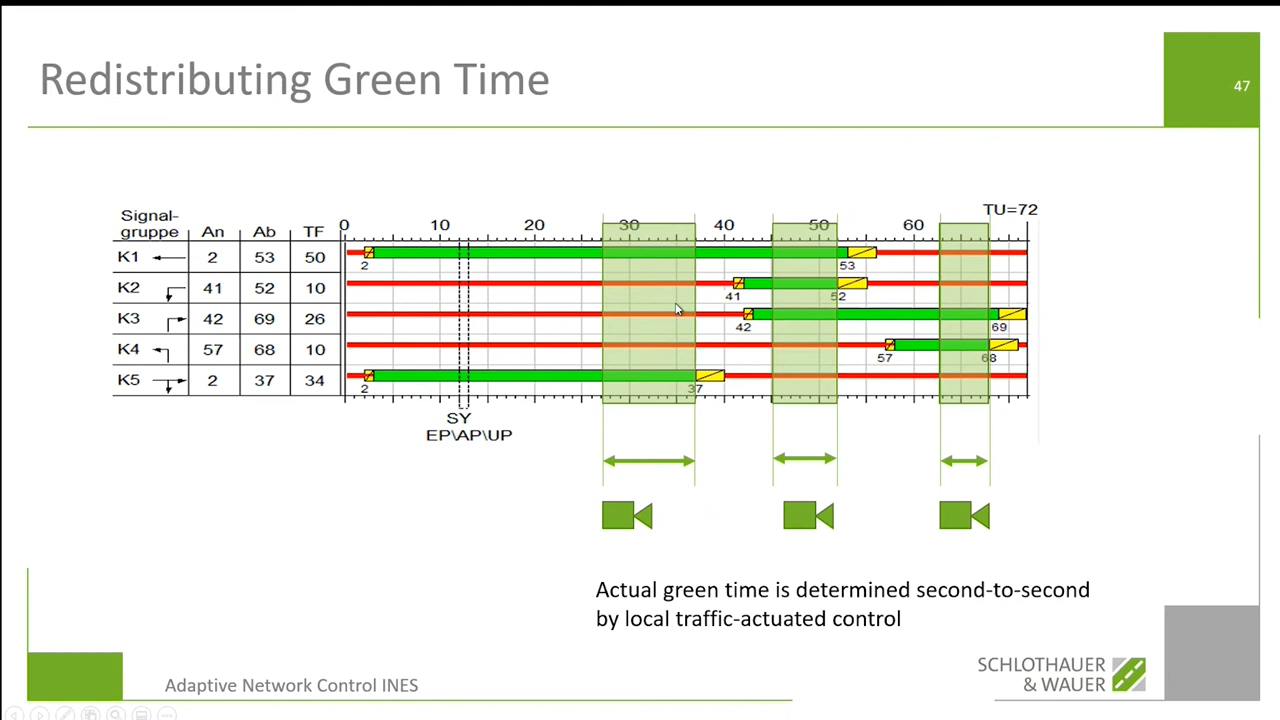 Redistributing Green Time
47
Signal-
gruppe An Ab TF
0 10 20 30 40 50 60 TU=72
K1 2 53 50
2 53
K2 41 52 10
41 52
K3 42 69 26
42 69
K4 57 68 10
57 68
K5 2 37 34
2 37
SY
EP\AP\UP
Actual green time is determined second-to-second
by local traffic-actuated control
SCHLOTHAUER
& WAUER
Adaptive Network Control INES